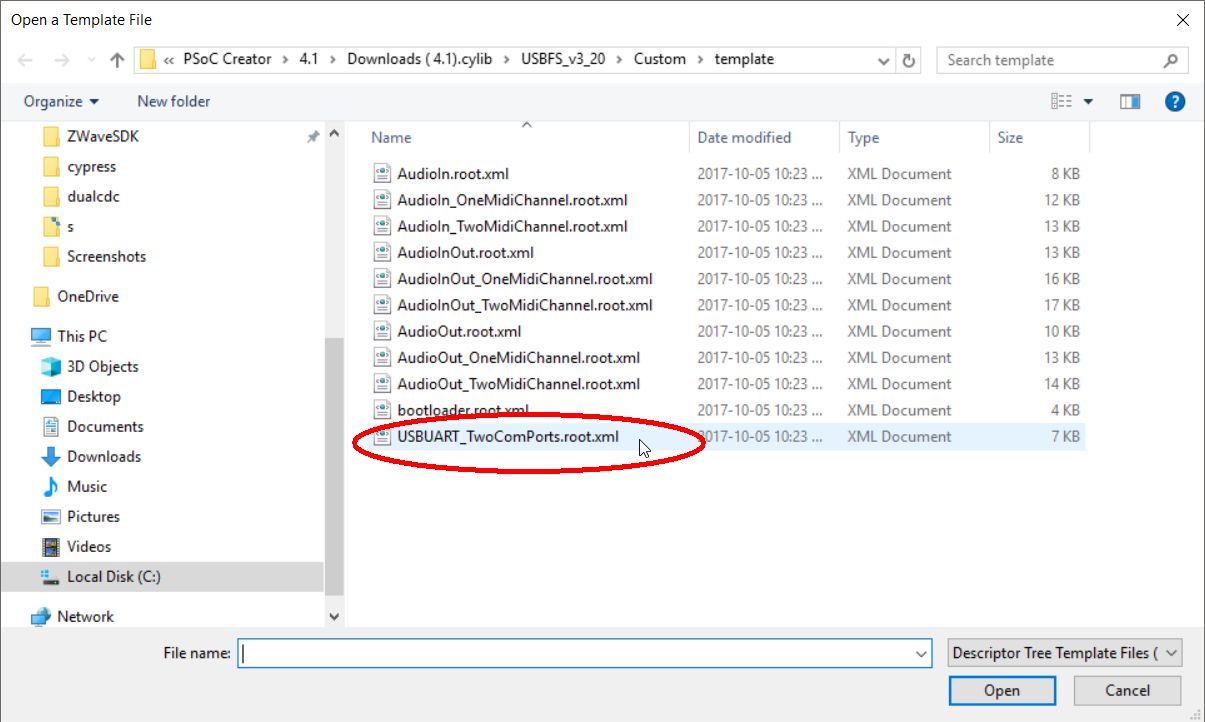 Open a Template File
« PSoC Creator > 4.1 > Downloads ( 4.1).cylib > USBFS_v3_20 > Custom > template
Search template
Organize
New folder
?
ZWaveSDK
cypress
dualcdc
s
Screenshots
OneDrive
This PC
3D Objects
Desktop
Documents
Downloads
Music
Pictures
Videos
Local Disk (C:)
Network
Name Date modified Type Size
AudioIn.root.xml 2017-10-05 10:23 ... XML Document 8 KB
AudioIn_OneMidiChannel.root.xml 2017-10-05 10:23 ... XML Document 12 KB
AudioIn_TwoMidiChannel.root.xml 2017-10-05 10:23 ... XML Document 13 KB
AudioInOut.root.xml 2017-10-05 10:23 ... XML Document 13 KB
AudioInOut_OneMidiChannel.root.xml 2017-10-05 10:23 ... XML Document 16 KB
AudioInOut_TwoMidiChannel.root.xml 2017-10-05 10:23 ... XML Document 17 KB
AudioOut.root.xml 2017-10-05 10:23 ... XML Document 10 KB
AudioOut_OneMidiChannel.root.xml 2017-10-05 10:23 ... XML Document 13 KB
AudioOut_TwoMidiChannel.root.xml 2017-10-05 10:23 ... XML Document 14 KB
bootloader.root.xml 2017-10-05 10:23 ... XML Document 4 KB
USBUART_TwoComPorts.root.xml 2017-10-05 10:23 ... XML Document 7 KB
File name:
Descriptor Tree Template Files (
Open
Cancel